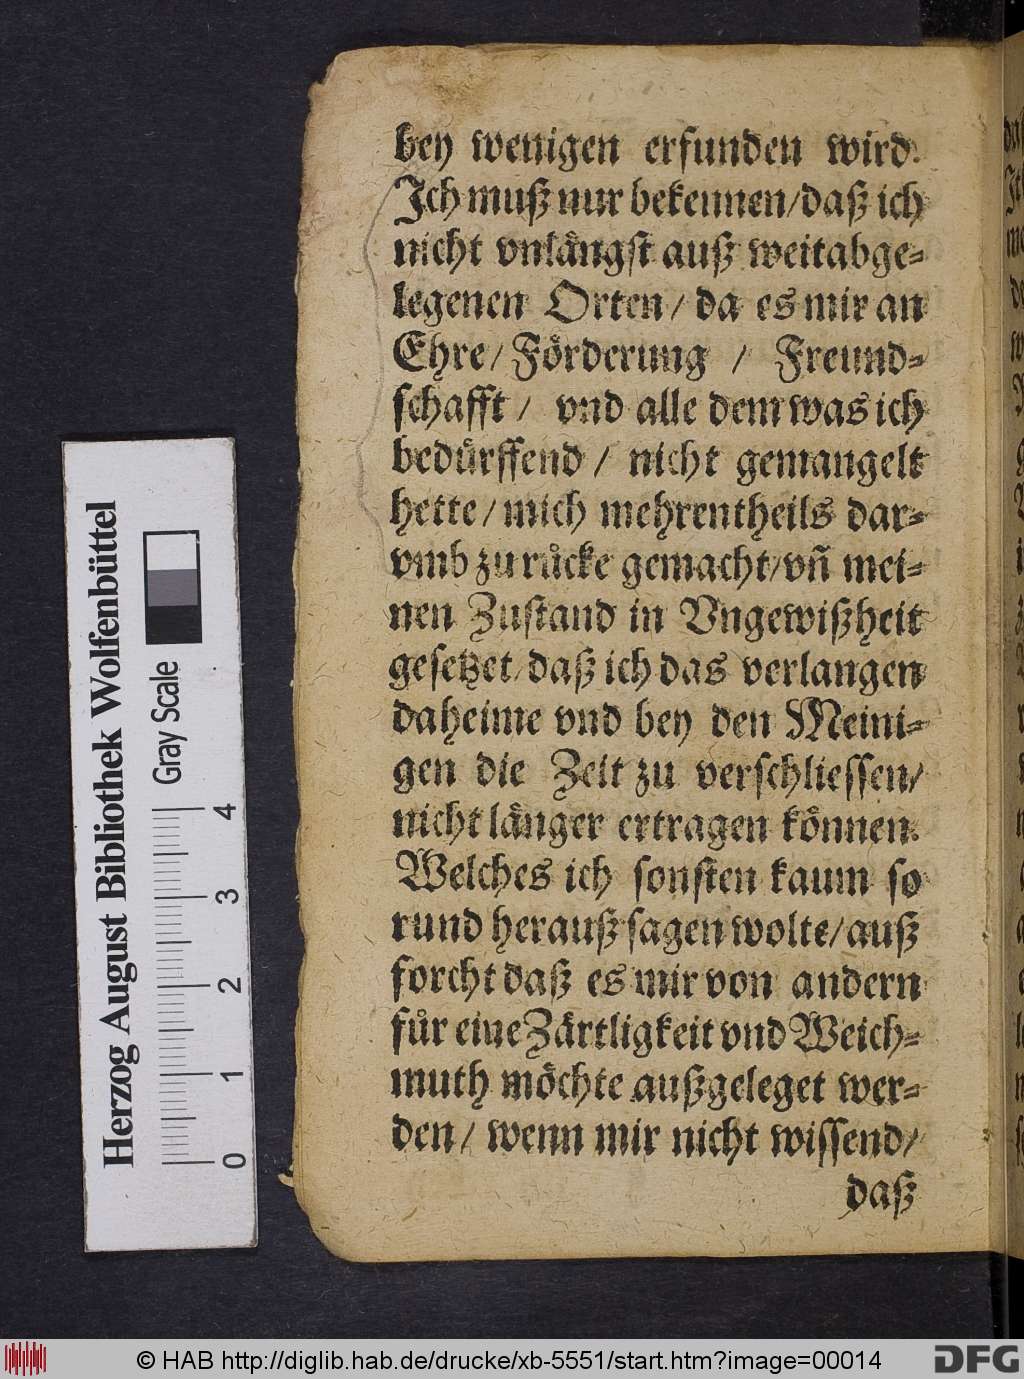 bey wenigen erfunden wird.
Ich muß nur bekennen/daß ich
nicht vnlängſt auß weitabge-
legenen Orten/ da es mir an
Ehre/ Förderung / Freund-
ſchafft/ vnd alle dem was ich
bedürffend/ nicht gemangelt
hette/ mich mehrentheils dar-
vmb zu rücke gemacht/vñ mei-
nen Zuſtand in Vngewißheit
geſetzet/daß ich das verlangen
daheime vnd bey den Meini-
gen die Zeit zu verſchlieſſen/
nicht länger ertragen können.
Welches ich ſonſten kaum ſo
rund herauß ſagen wolte/auß
forcht daß es mir von andern
für eine Zärtligkeit vnd Weich-
muth möchte außgeleget wer-
den/ wenn mir nicht wiſſend/
daß
Herzog August Bibliothek Wolfenbüttel
Gray Scale
0 1 2 3 4
© HAB http://diglib.hab.de/drucke/xb-5551/start.htm?image=00014
DFG